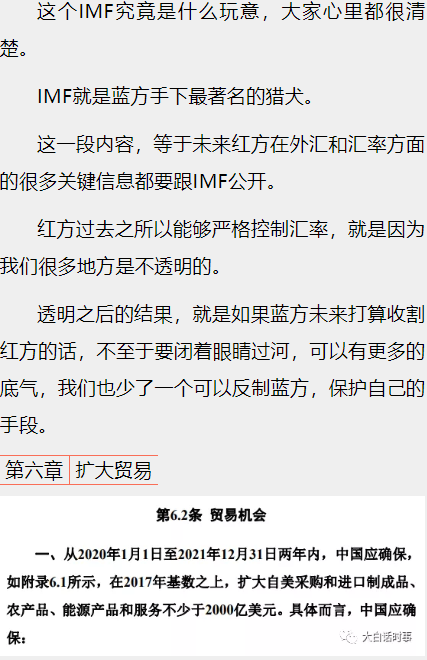 这个IMF究竟是什么玩意，大家心里都很清
楚。
IMF就是蓝方手下最著名的猎犬。
这一段内容，等于未来红方在外汇和汇率方面
的很多关键信息都要跟IMF公开。
红方过去之所以能够严格控制汇率，就是因为
我们很多地方是不透明的。
透明之后的结果，就是如果蓝方未来打算收割
红方的话，不至于要闭着眼睛过河，可以有更多的
底气，我们也少了一个可以反制蓝方，保护自己的
手段。
第六章 扩大贸易
第6.2条 贸易机会
一、从2020年1月1日至2021年12月31日两年内，中国应确保，
如附录6.1所示，在2017年基数之上，扩大自美采购和进口制成品、
农产品、能源产品和服务不少于2000亿美元。具体而言，中国应确
保：
大白话时事